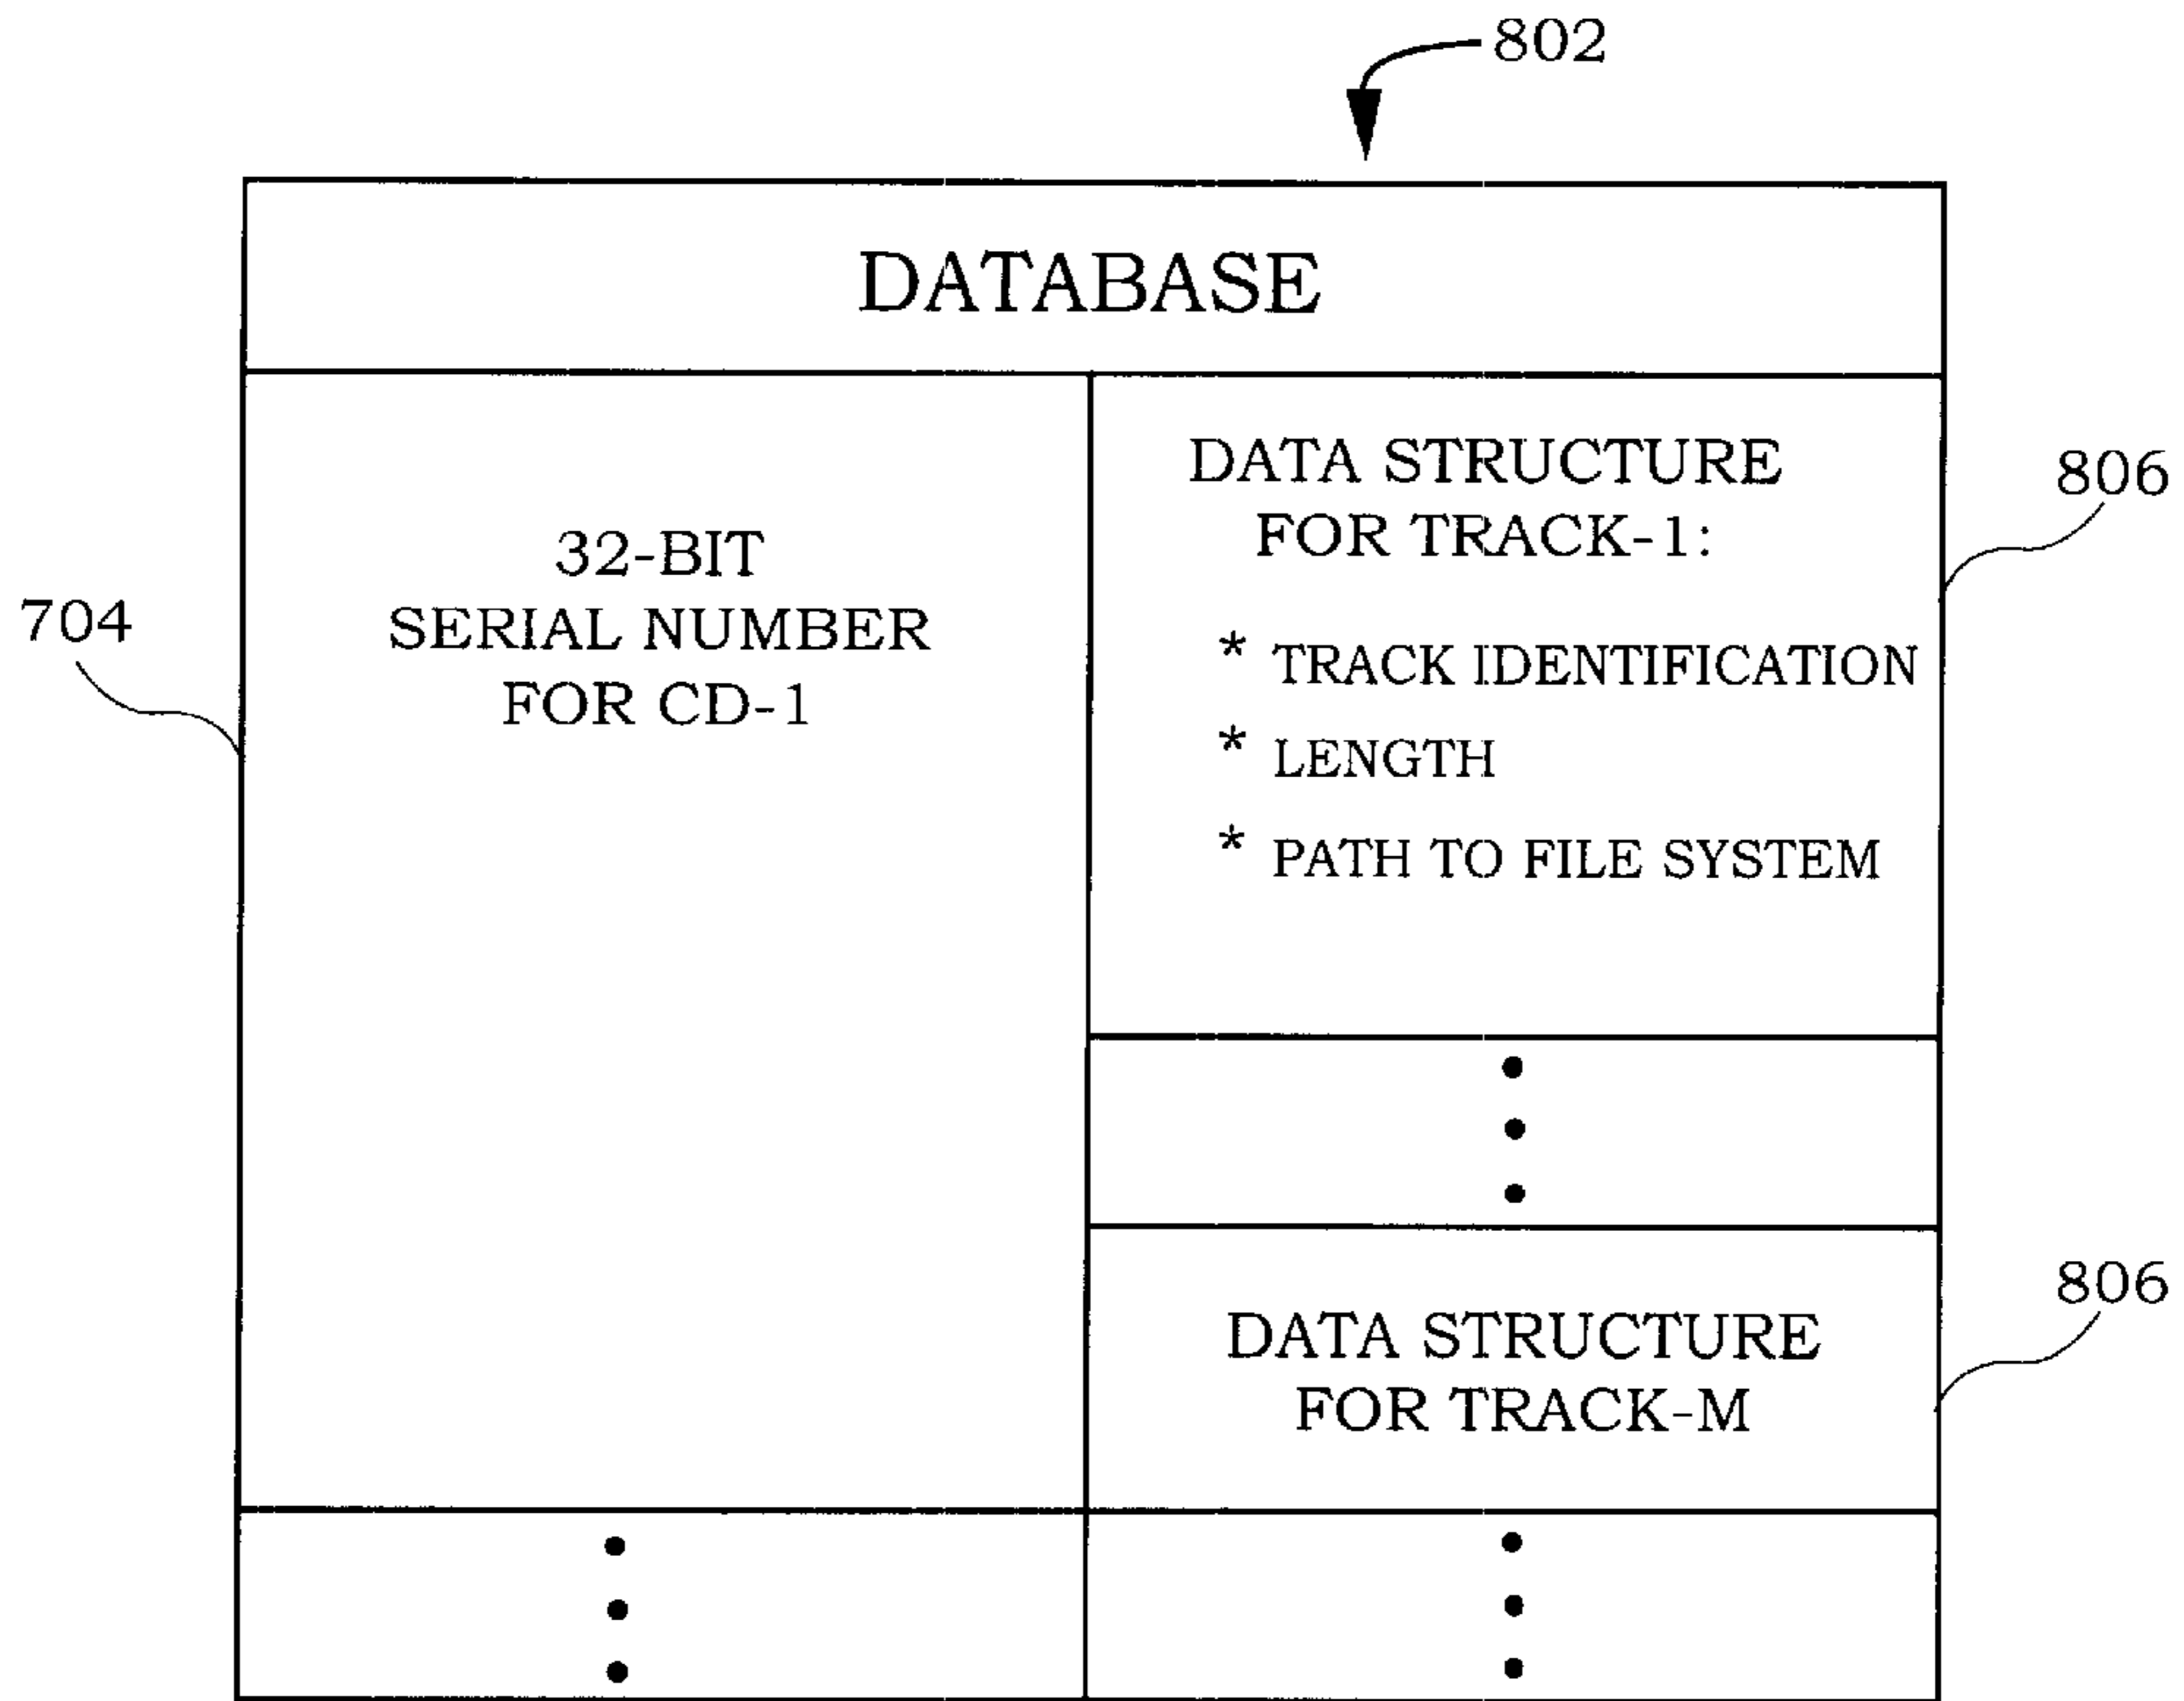 802
DATABASE
704
32-BIT
SERIAL NUMBER
FOR CD-1
DATA STRUCTURE
FOR TRACK-1:
* TRACK IDENTIFICATION
* LENGTH
* PATH TO FILE SYSTEM
806
DATA STRUCTURE
FOR TRACK-M
806